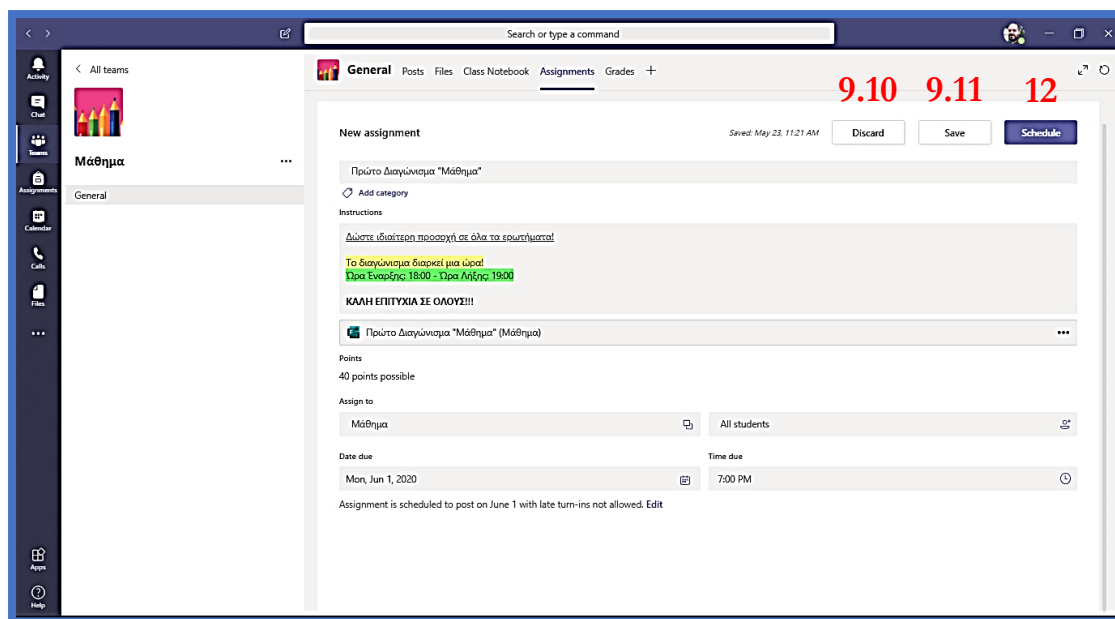 Search or type a command
Activity
Chat
Teams
Assignments
Calendar
Calls
Files
Apps
Help
All teams
Μάθημα
General
General Posts Files Class Notebook Assignments Grades
9.10 9.11 12
New assignment
Saved: May 23, 11:21 AM
Discard Save Schedule
Πρώτο Διαγώνισμα "Μάθημα"
Add category
Instructions
Δώστε ιδιαίτερη προσοχή σε όλα τα ερωτήματα!
Το διαγώνισμα διαρκεί μια ώρα!
Ώρα Έναρξης: 18:00 - Ώρα Λήξης: 19:00
ΚΑΛΗ ΕΠΙΤΥΧΙΑ ΣΕ ΟΛΟΥΣ!!!
Πρώτο Διαγώνισμα "Μάθημα" (Μάθημα)
Points
40 points possible
Assign to
Μάθημα
All students
Date due
Time due
Mon, Jun 1, 2020
7:00 PM
Assignment is scheduled to post on June 1 with late turn-ins not allowed. Edit